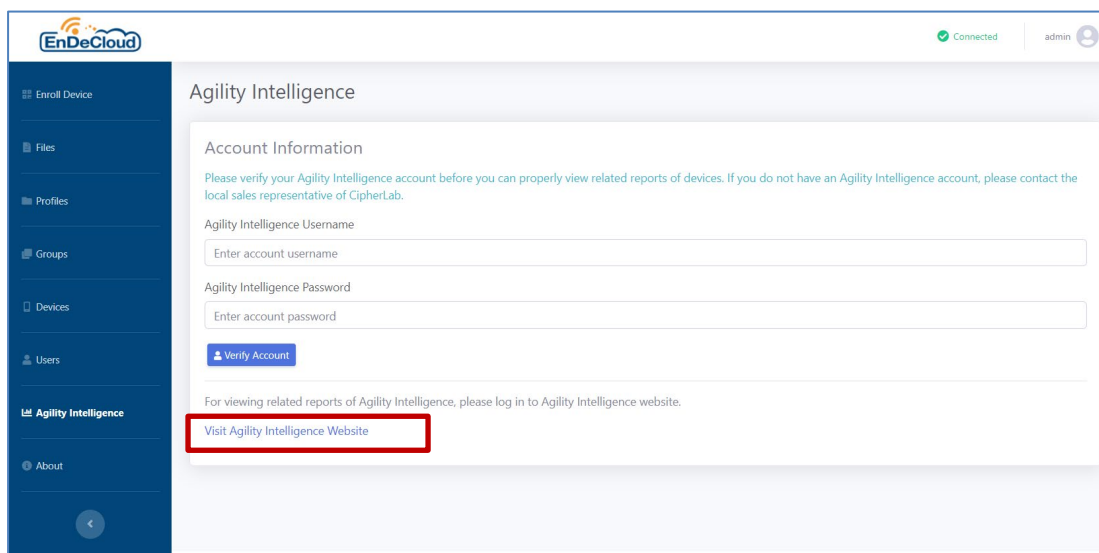 EnDeCloud
Connected
admin
Enroll Device
Files
Profiles
Groups
Devices
Users
Agility Intelligence
About
Agility Intelligence
Account Information
Please verify your Agility Intelligence account before you can properly view related reports of devices. If you do not have an Agility Intelligence account, please contact the
local sales representative of CipherLab.
Agility Intelligence Username
Enter account username
Agility Intelligence Password
Enter account password
Verify Account
For viewing related reports of Agility Intelligence, please log in to Agility Intelligence website.
Visit Agility Intelligence Website